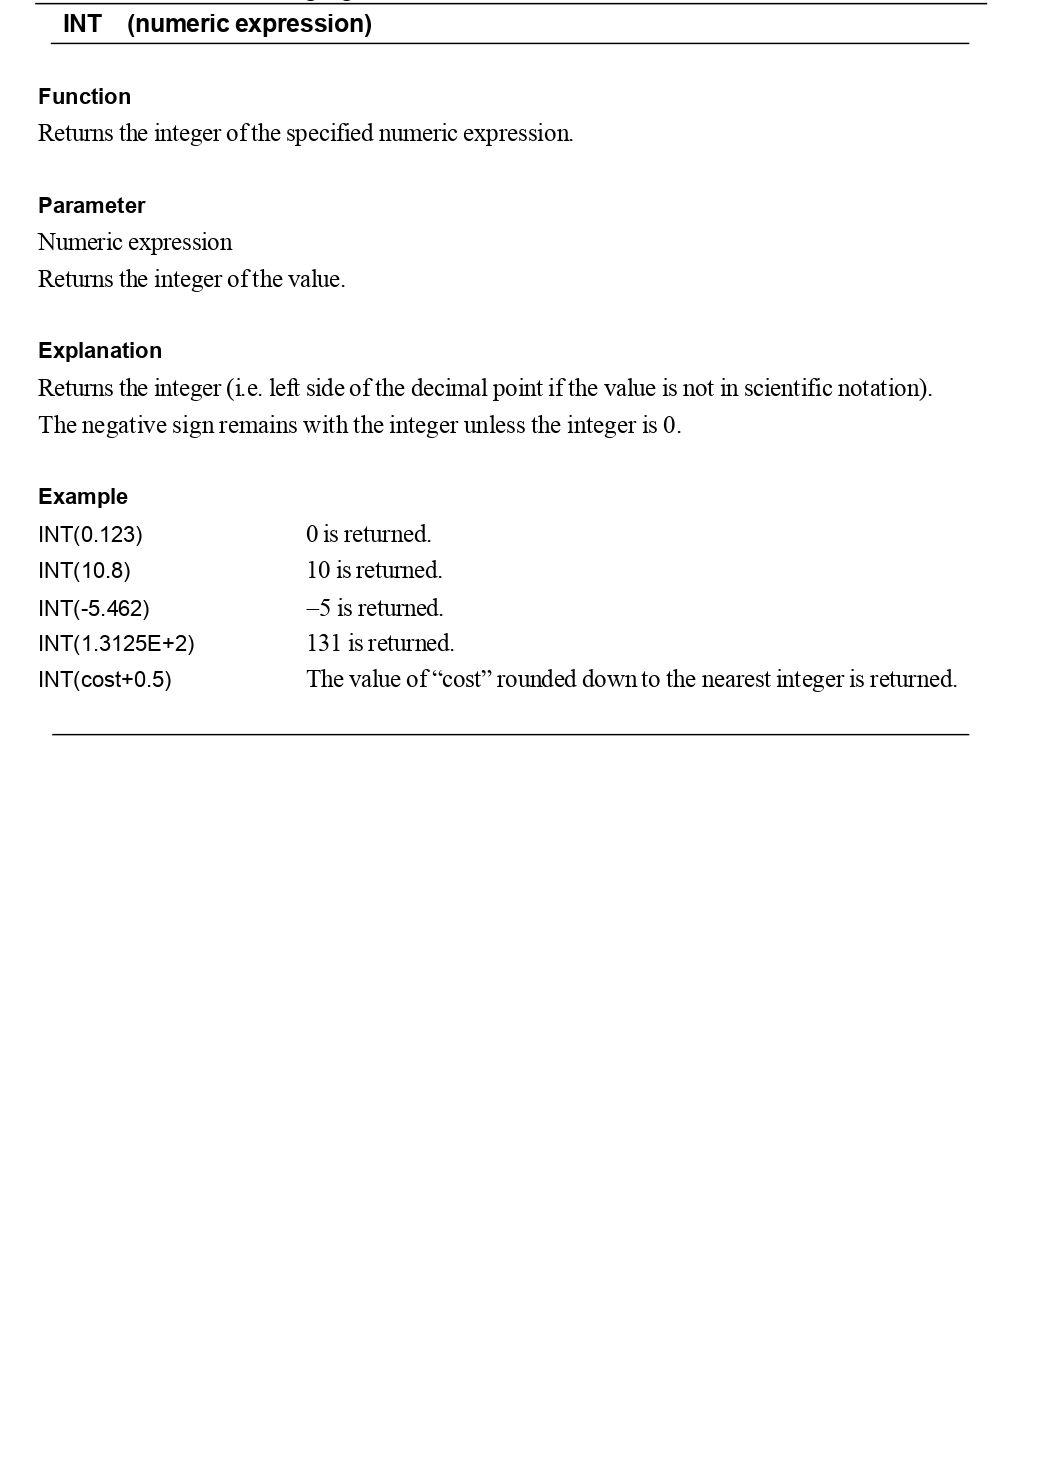 INT (numeric expression)
Function
Returns the integer of the specified numeric expression.
Parameter
Numeric expression
Returns the integer of the value.
Explanation
Returns the integer (i.e. left side of the decimal point if the value is not in scientific notation).
The negative sign remains with the integer unless the integer is 0.
Example
INT(0.123) 0 is returned.
INT(10.8) 10 is returned.
INT(-5.462) –5 is returned.
INT(1.3125E+2) 131 is returned.
INT(cost+0.5) The value of “cost” rounded down to the nearest integer is returned.